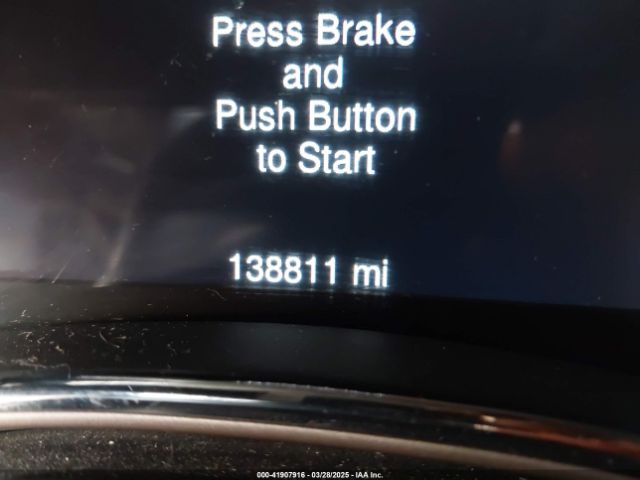 Press Brake
and
Push Button
to Start
138811 mi
000-41907916 - 03/28/2025 - IAA Inc.